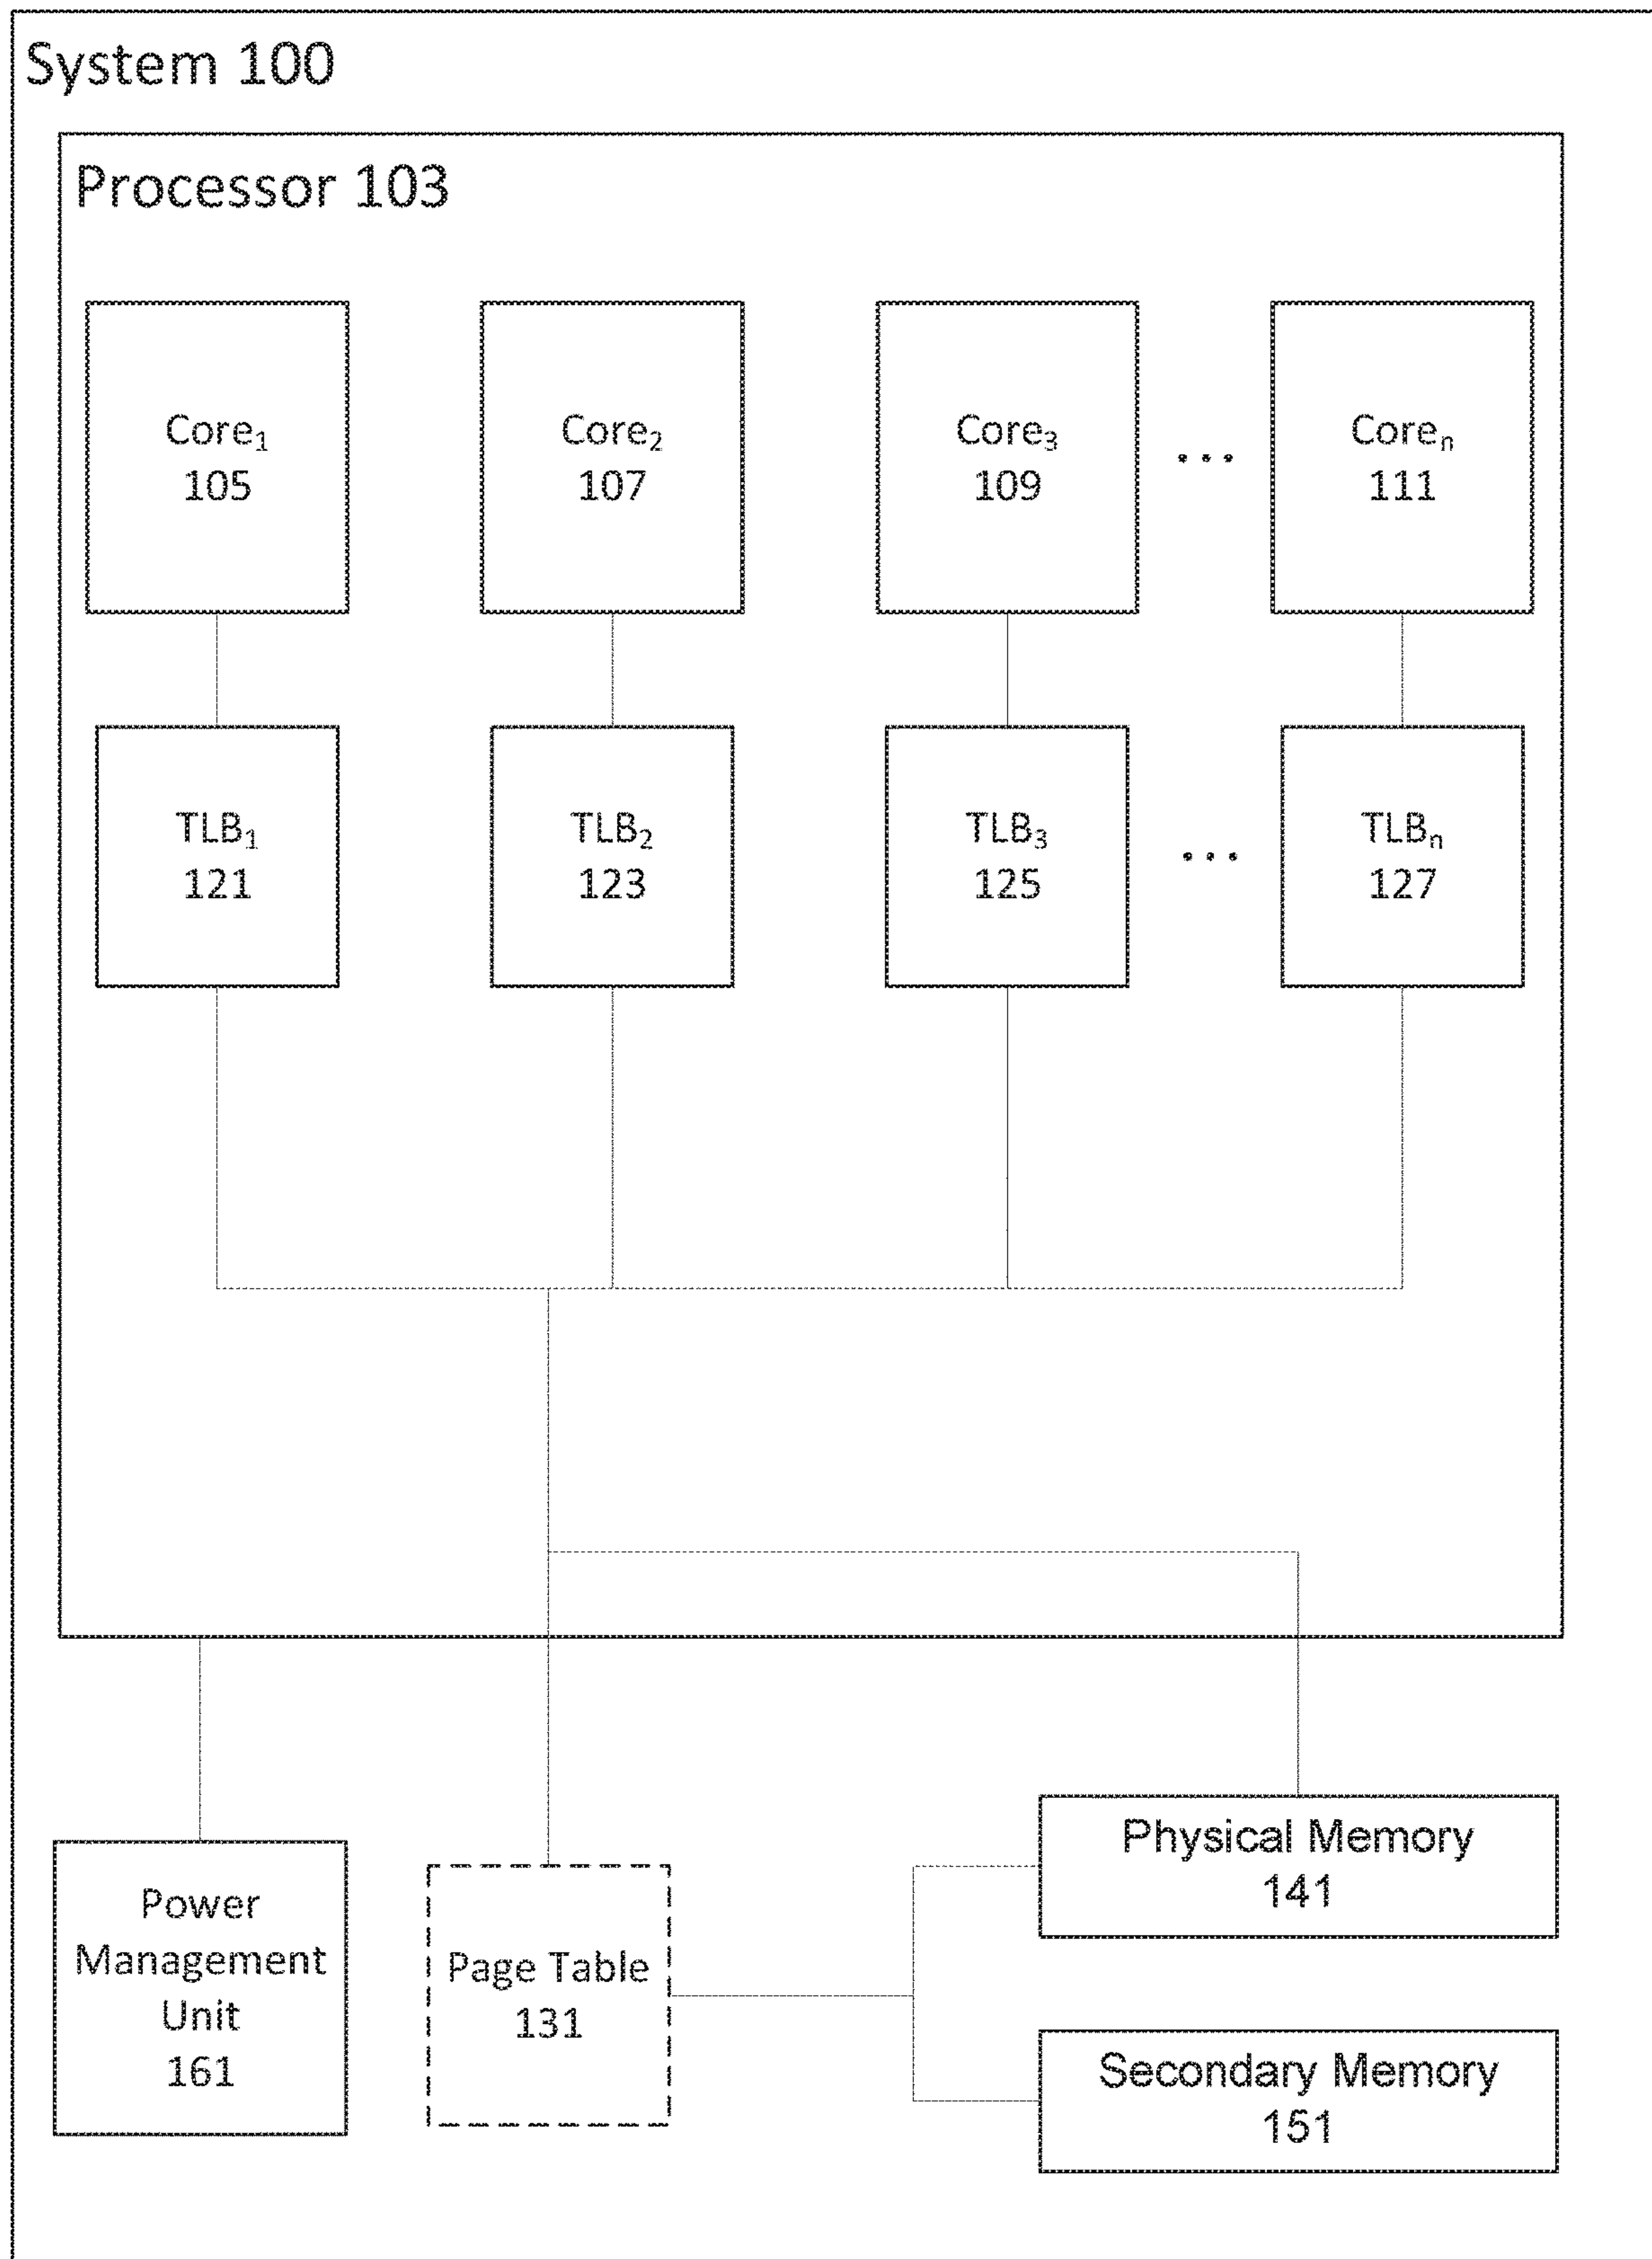 System 100
Processor 103
Core₁
105
Core₂
107
Core₃
109
...
Coreₙ
111
TLB₁
121
TLB₂
123
TLB₃
125
...
TLBₙ
127
Power
Management
Unit
161
Page Table
131
Physical Memory
141
Secondary Memory
151